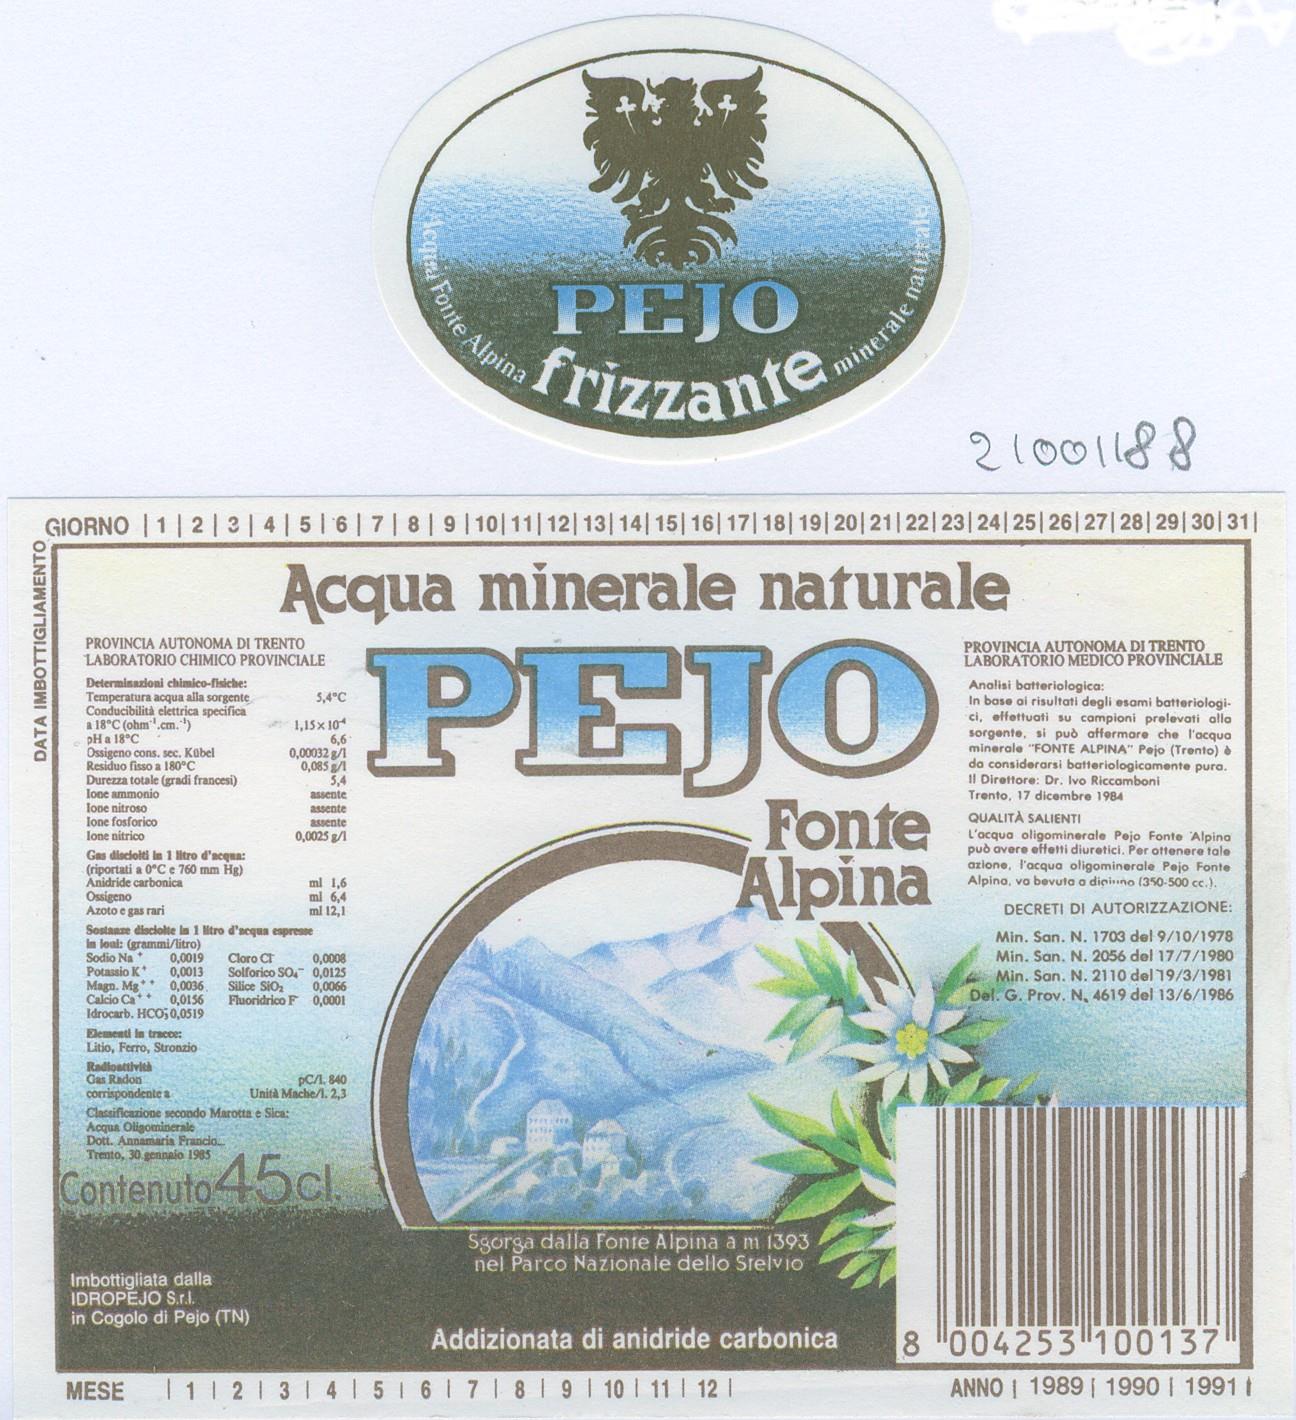 PEJO
Acqua Fonte Alpina frizzante minerale naturale
21001188
GIORNO | 1 | 2 | 3 | 4 | 5 | 6 | 7 | 8 | 9 | 10 | 11 | 12 | 13 | 14 | 15 | 16 | 17 | 18 | 19 | 20 | 21 | 22 | 23 | 24 | 25 | 26 | 27 | 28 | 29 | 30 | 31 |
DATA IMBOTTIGLIAMENTO
Acqua minerale naturale
PEJO
Fonte
Alpina
PROVINCIA AUTONOMA DI TRENTO
LABORATORIO CHIMICO PROVINCIALE
Determinazioni chimico-fisiche:
Temperatura acqua alla sorgente 5,4°C
Conducibilità elettrica specifica
a 18°C (ohm⁻¹.cm.⁻¹) 1,15×10⁻⁴
pH a 18°C 6,6
Ossigeno cons. sec. Kübel 0,00032 g/l
Residuo fisso a 180°C 0,085 g/l
Durezza totale (gradi francesi) 5,4
Ione ammonio assente
Ione nitroso assente
Ione fosforico assente
Ione nitrico 0,0025 g/l
Gas disciolti in 1 litro d'acqua:
(riportati a 0°C e 760 mm Hg)
Anidride carbonica ml 1,6
Ossigeno ml 6,4
Azoto e gas rari ml 12,1
Sostanze disciolte in 1 litro d'acqua espresse
in ioni: (grammi/litro)
Sodio Na⁺ 0,0019 Cloro Cl⁻ 0,0008
Potassio K⁺ 0,0013 Solforico SO₄⁻⁻ 0,0125
Magn. Mg⁺⁺ 0,0036 Silice SiO₂ 0,0066
Calcio Ca⁺⁺ 0,0156 Fluoridrico F⁻ 0,0001
Idrocarb. HCO₃⁻ 0,0519
Elementi in tracce:
Litio, Ferro, Stronzio
Radioattività
Gas Radon pC/l. 840
corrispondente a Unità Mache/l. 2,3
Classificazione secondo Marotta e Sica:
Acqua Oligominerale
Dott. Annamaria
Trento, 30 gennaio 1985
Contenuto 45cl.
PROVINCIA AUTONOMA DI TRENTO
LABORATORIO MEDICO PROVINCIALE
Analisi batteriologica:
In base ai risultati degli esami batteriologi-
ci, effettuati su campioni prelevati alla
sorgente, si può affermare che l'acqua
minerale "FONTE ALPINA" Pejo (Trento) è
da considerarsi batteriologicamente pura.
Il Direttore: Dr. Ivo Riccamboni
Trento, 17 dicembre 1984
QUALITÀ SALIENTI
L'acqua oligominerale Pejo Fonte Alpina
può avere effetti diuretici. Per ottenere tale
azione, l'acqua oligominerale Pejo Fonte
Alpina, va bevuta a digiuno (350-500 cc.).
DECRETI DI AUTORIZZAZIONE:
Min. San. N. 1703 del 9/10/1978
Min. San. N. 2056 del 17/7/1980
Min. San. N. 2110 del 19/3/1981
Del. G. Prov. N. 4619 del 13/6/1986
Sgorga dalla Fonte Alpina a m 1393
nel Parco Nazionale dello Stelvio
Imbottigliata dalla
IDROPEJO S.r.l.
in Cogolo di Pejo (TN)
Addizionata di anidride carbonica
8 004253 100137
MESE | 1 | 2 | 3 | 4 | 5 | 6 | 7 | 8 | 9 | 10 | 11 | 12 |
ANNO | 1989 | 1990 | 1991 |